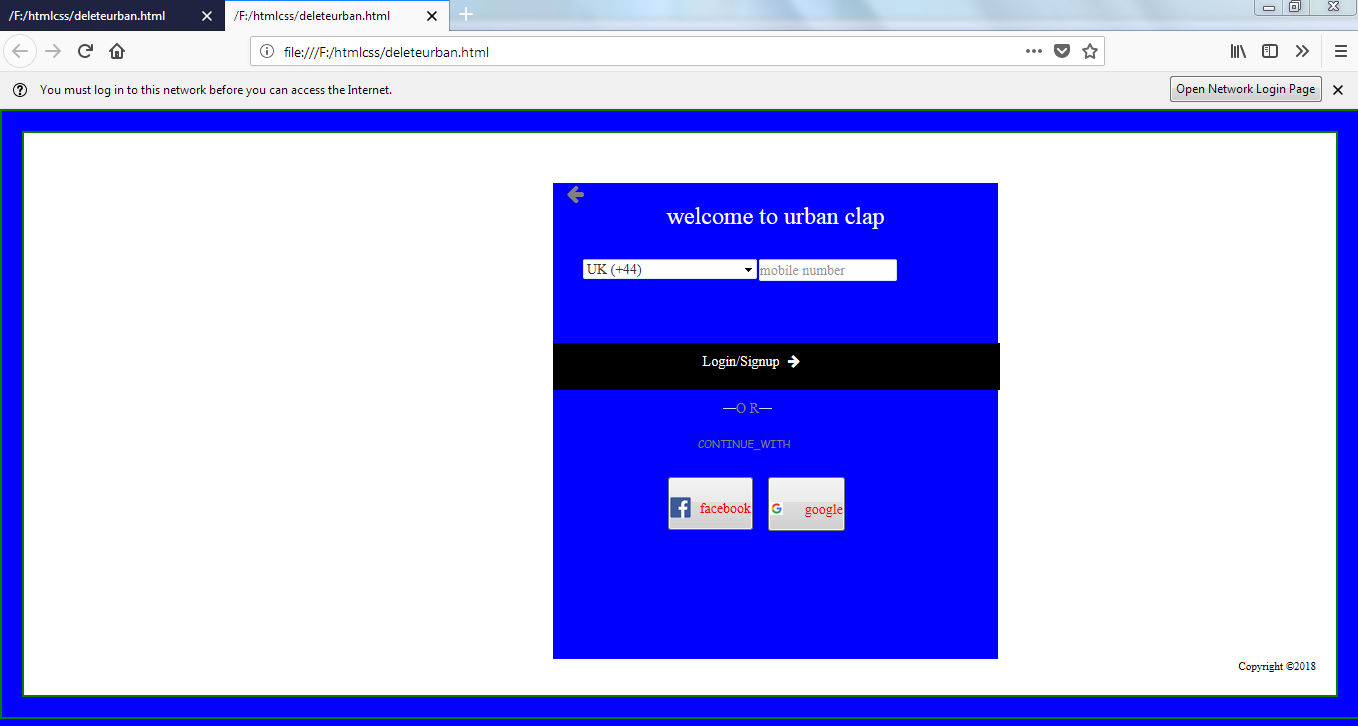 /F:/htmlcss/deleteurban.html
/F:/htmlcss/deleteurban.html
file:///F:/htmlcss/deleteurban.html
You must log in to this network before you can access the Internet.
Open Network Login Page
welcome to urban clap
UK (+44)
mobile number
Login/Signup
—O R—
CONTINUE_WITH
facebook
google
Copyright ©2018